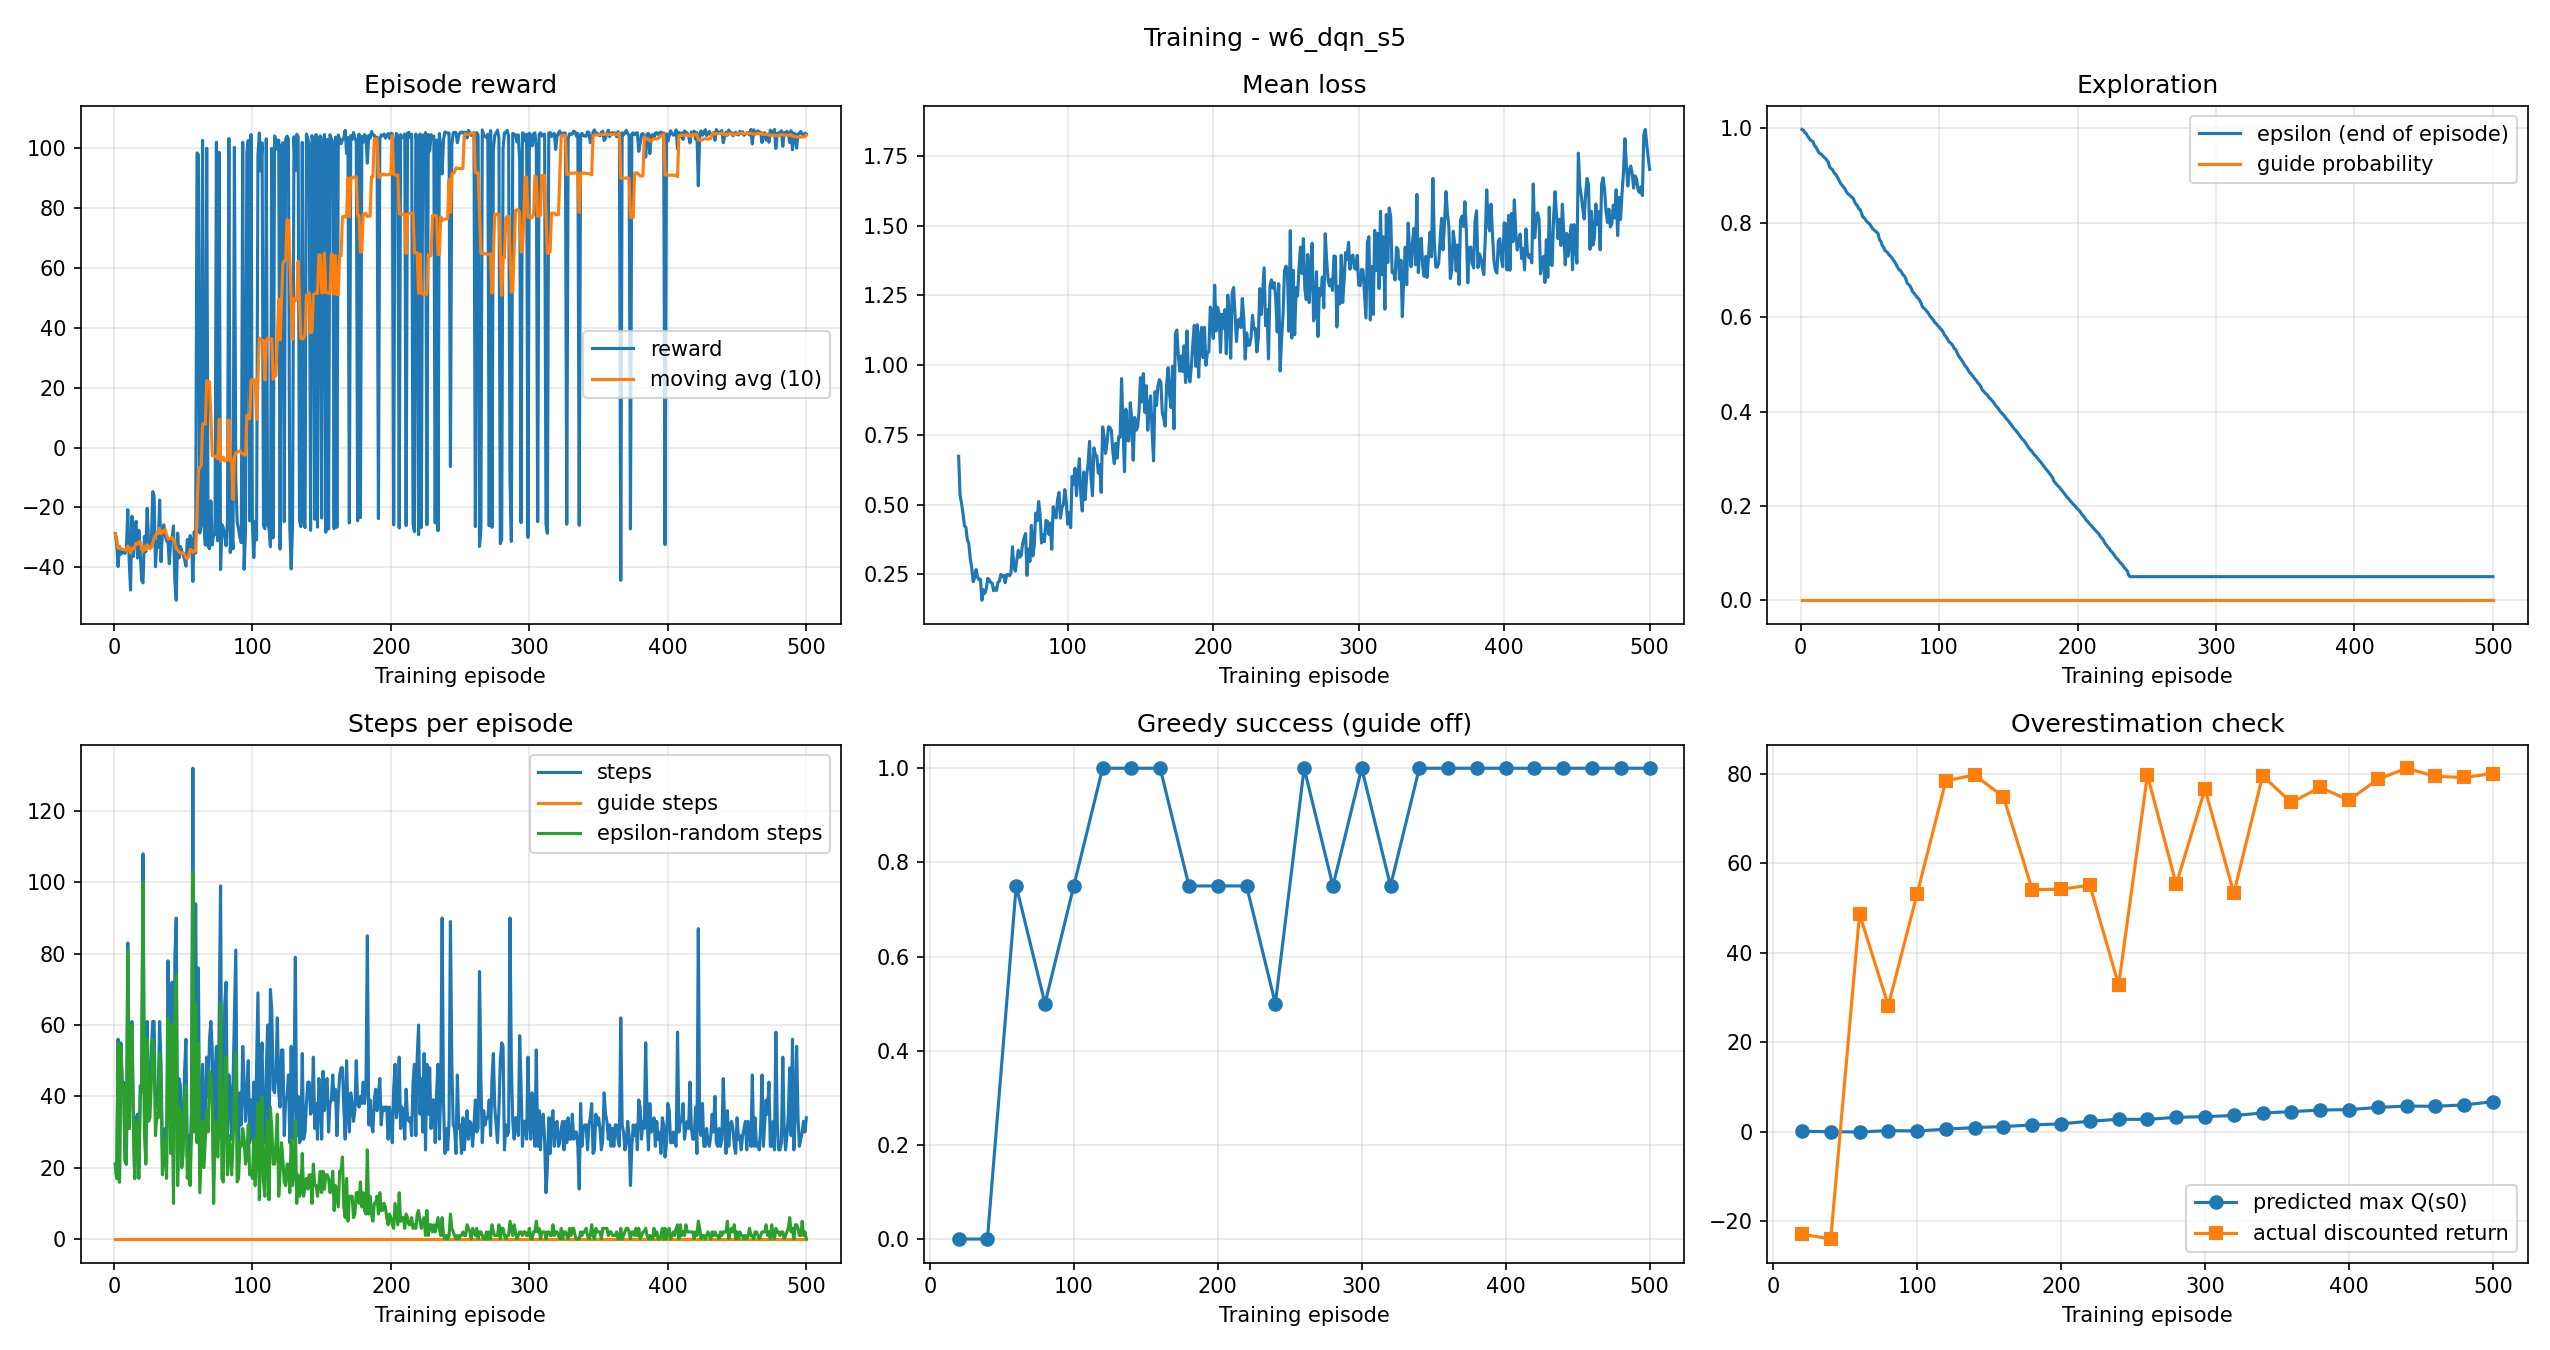 Training - w6_dqn_s5
Episode reward
100
80
60
40
20
0
−20
−40
reward
moving avg (10)
0 100 200 300 400 500
Training episode
Mean loss
1.75
1.50
1.25
1.00
0.75
0.50
0.25
100 200 300 400 500
Training episode
Exploration
1.0
0.8
0.6
0.4
0.2
0.0
epsilon (end of episode)
guide probability
0 100 200 300 400 500
Training episode
Steps per episode
120
100
80
60
40
20
0
steps
guide steps
epsilon-random steps
0 100 200 300 400 500
Training episode
Greedy success (guide off)
1.0
0.8
0.6
0.4
0.2
0.0
0 100 200 300 400 500
Training episode
Overestimation check
80
60
40
20
0
−20
predicted max Q(s0)
actual discounted return
0 100 200 300 400 500
Training episode